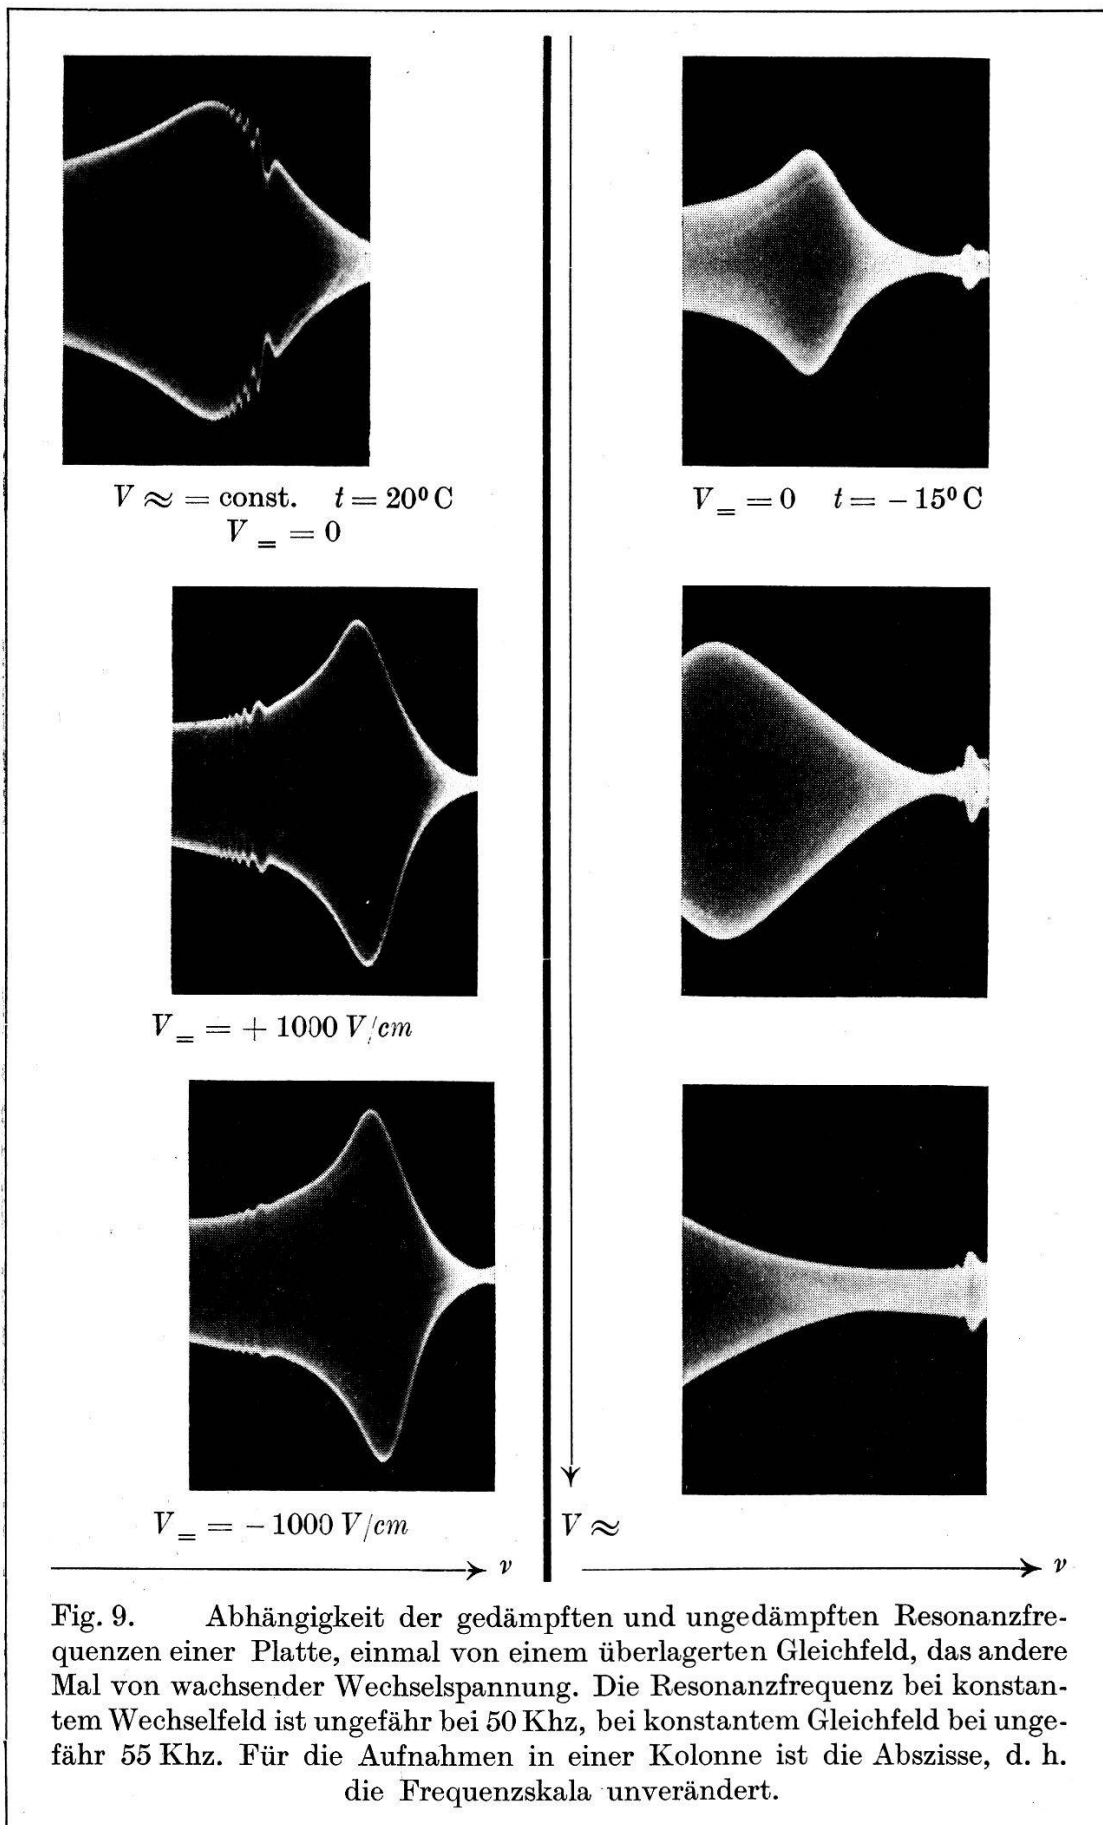 V ≈ = const. t = 20⁰ C
V = = 0
V = = + 1000 V/cm
V = = − 1000 V/cm
ν
V = = 0 t = − 15⁰ C
V ≈
ν
Fig. 9. Abhängigkeit der gedämpften und ungedämpften Resonanzfre-
quenzen einer Platte, einmal von einem überlagerten Gleichfeld, das andere
Mal von wachsender Wechselspannung. Die Resonanzfrequenz bei konstan-
tem Wechselfeld ist ungefähr bei 50 Khz, bei konstantem Gleichfeld bei unge-
fähr 55 Khz. Für die Aufnahmen in einer Kolonne ist die Abszisse, d. h.
die Frequenzskala unverändert.